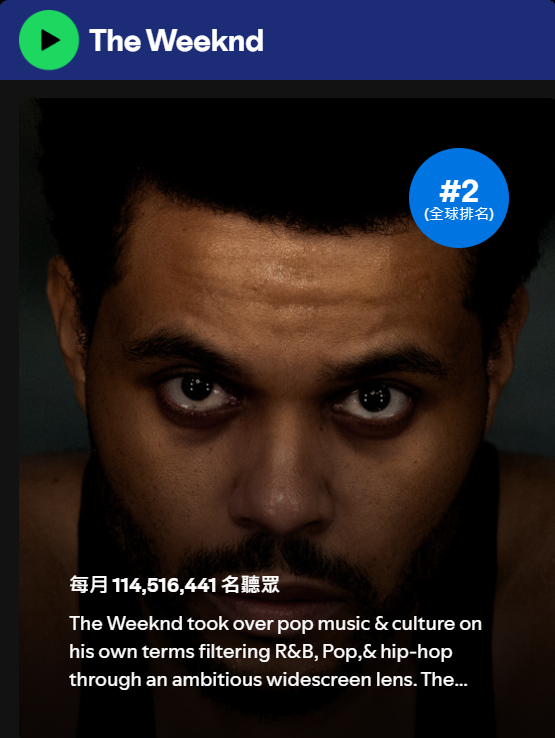 The Weeknd
#2
(全球排名)
每月 114,516,441 名聽眾
The Weeknd took over pop music & culture on
his own terms filtering R&B, Pop,& hip-hop
through an ambitious widescreen lens. The...